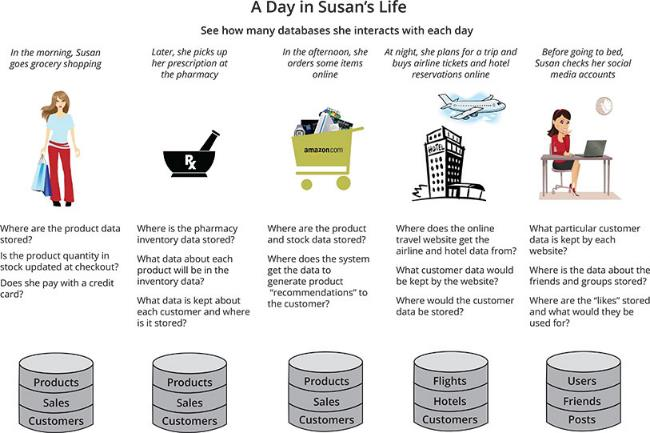 A Day in Susan's Life
See how many databases she interacts with each day
In the morning, Susan
goes grocery shopping
Later, she picks up
her prescription at
the pharmacy
In the afternoon, she
orders some items
online
At night, she plans for a trip and
buys airline tickets and hotel
reservations online
Before going to bed,
Susan checks her social
media accounts
Rx
amazon.com
HOTEL
Where are the product data
stored?
Is the product quantity in
stock updated at checkout?
Does she pay with a credit
card?
Where is the pharmacy
inventory data stored?
What data about each
product will be in the
inventory data?
What data is kept about
each customer and where
is it stored?
Where are the product
and stock data stored?
Where does the system
get the data to
generate product
"recommendations" to
the customer?
Where does the online
travel website get the
airline and hotel data from?
What customer data would
be kept by the website?
Where would the customer
data be stored?
What particular customer
data is kept by each
website?
Where is the data about the
friends and groups stored?
Where are the "likes" stored
and what would they be
used for?
Products
Sales
Customers
Products
Sales
Customers
Products
Sales
Customers
Flights
Hotels
Customers
Users
Friends
Posts